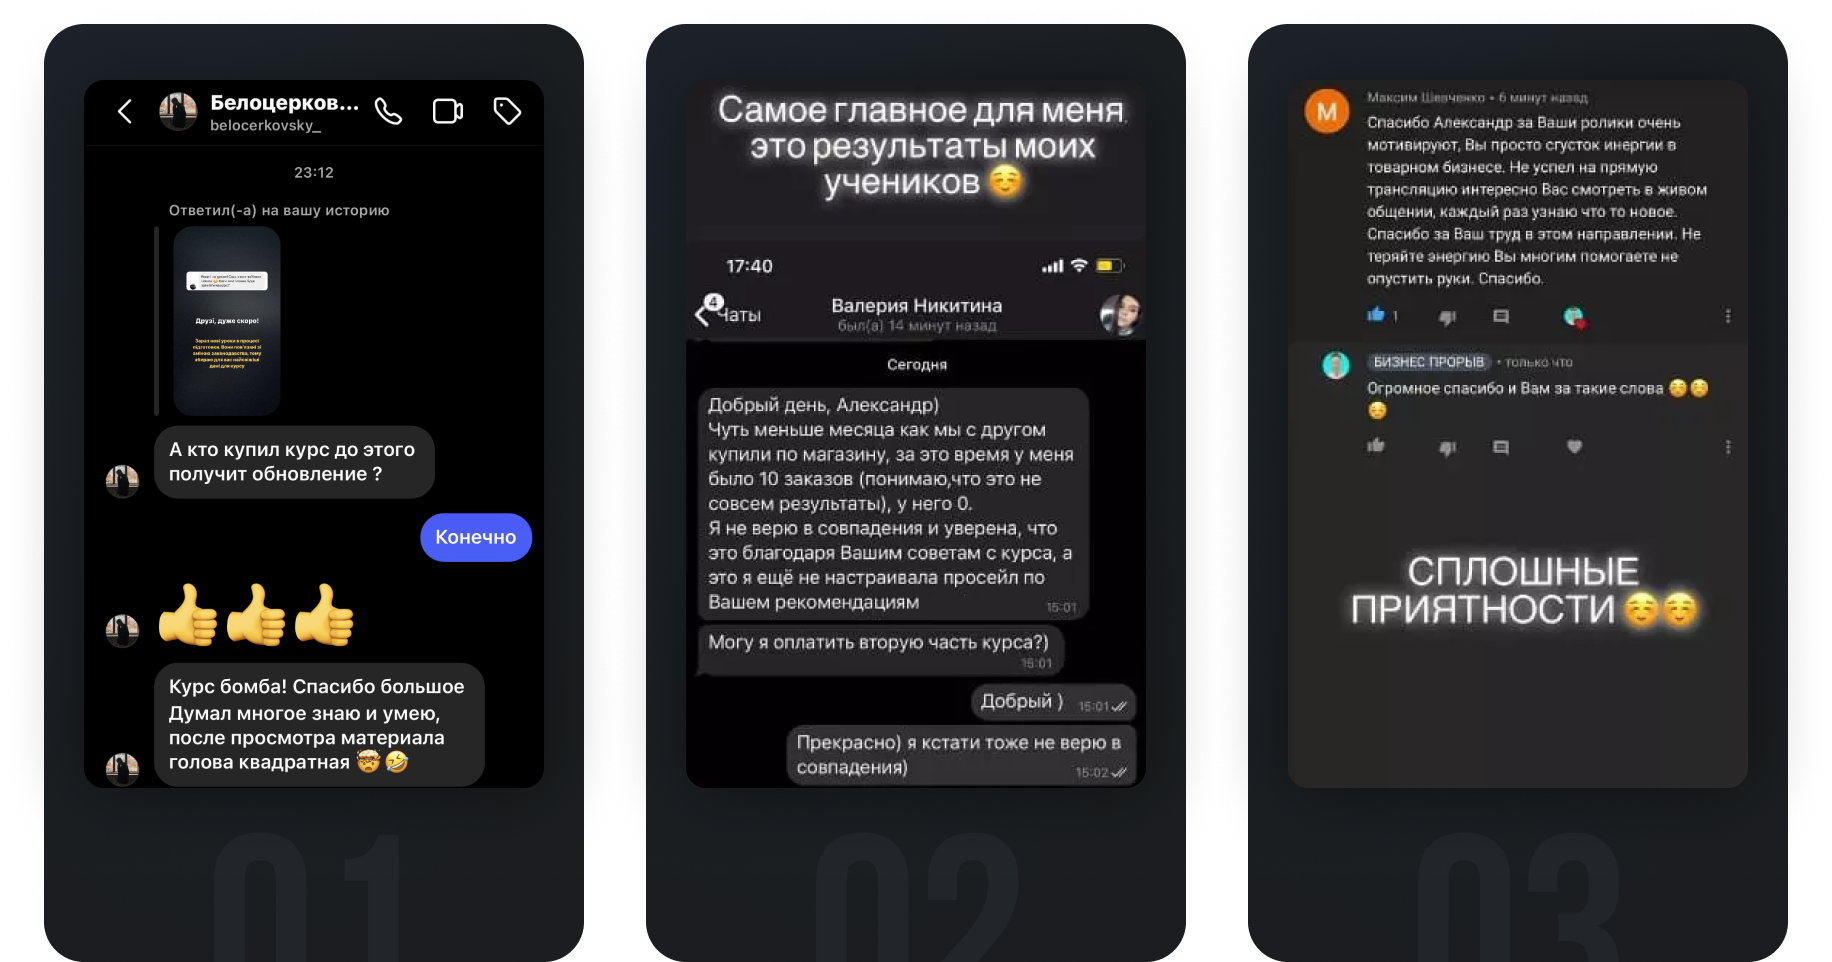 Белоцерков...
belocerkovsky_
23:12
Ответил(-а) на вашу историю
Друзі, дуже скоро!
А кто купил курс до этого
получит обновление ?
Конечно
👍👍👍
Курс бомба! Спасибо большое
Думал многое знаю и умею,
после просмотра материала
голова квадратная 🤯🤣
01
Самое главное для меня,
это результаты моих
учеников ☺️
17:40
4
Чаты
Валерия Никитина
был(а) 14 минут назад
Сегодня
Добрый день, Александр)
Чуть меньше месяца как мы с другом
купили по магазину, за это время у меня
было 10 заказов (понимаю,что это не
совсем результаты), у него 0.
Я не верю в совпадения и уверена, что
это благодаря Вашим советам с курса, а
это я ещё не настраивала просейл по
Вашем рекомендациям
15:01
Могу я оплатить вторую часть курса?)
15:01
Добрый )
15:01
Прекрасно) я кстати тоже не верю в
совпадения)
15:02
02
М
Максим Шевченко • 6 минут назад
Спасибо Александр за Ваши ролики очень
мотивируют, Вы просто сгусток инергии в
товарном бизнесе. Не успел на прямую
трансляцию интересно Вас смотреть в живом
общении, каждый раз узнаю что то новое.
Спасибо за Ваш труд в этом направлении. Не
теряйте энергию Вы многим помогаете не
опустить руки. Спасибо.
1
БИЗНЕС ПРОРЫВ • только что
Огромное спасибо и Вам за такие слова ☺️☺️
☺️
СПЛОШНЫЕ
ПРИЯТНОСТИ ☺️☺️
03